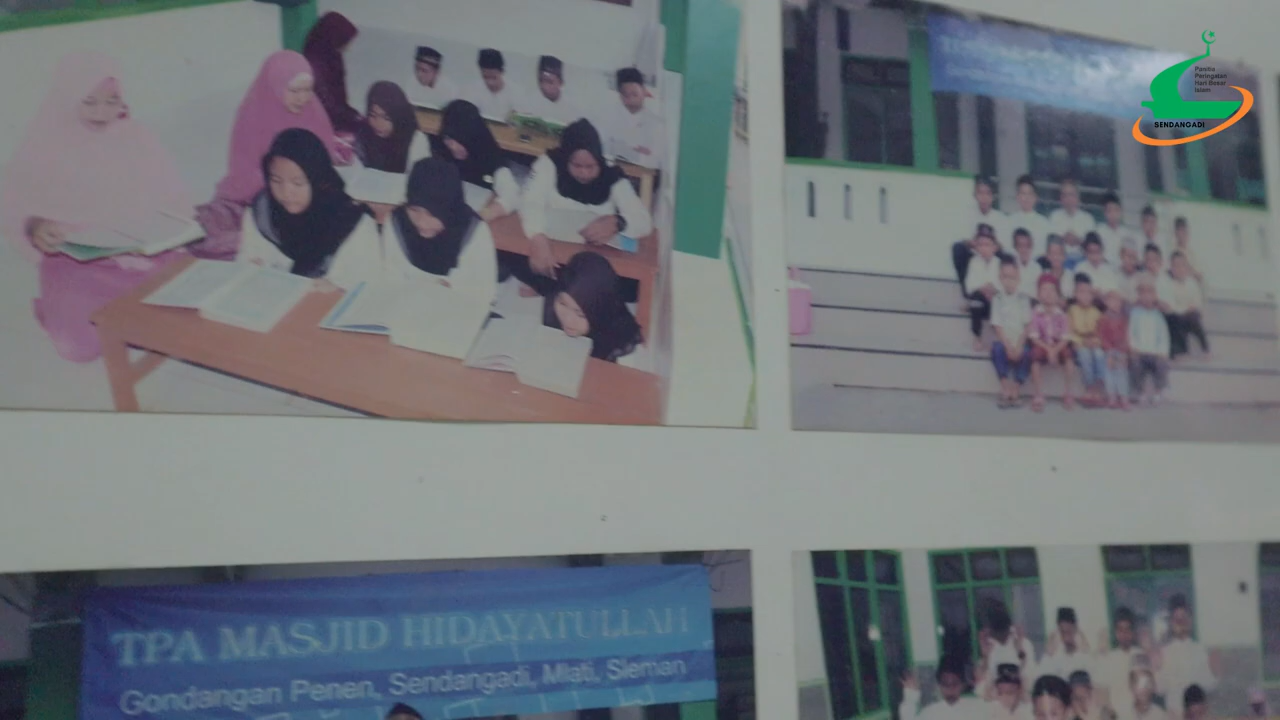 Panitia
Peringatan
Hari Besar
Islam
SENDANGADI
TPA MASJID HIDAYATULLAH
Gondangan Penen, Sendangadi, Mlati, Sleman